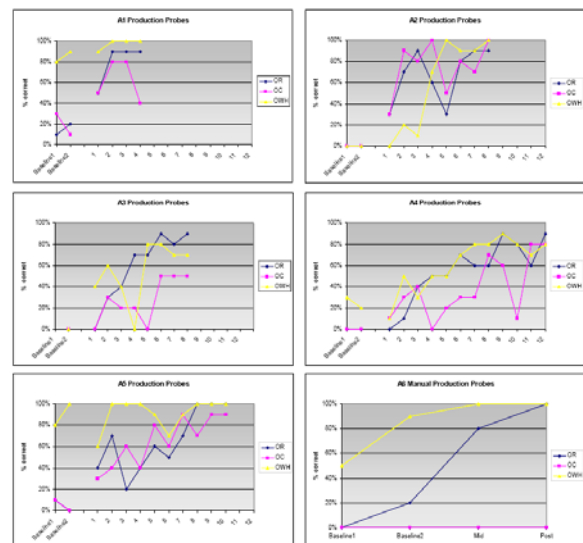 A1 Production Probes
100%
80%
60%
40%
20%
0%
% correct
Baseline1
Baseline2
1
2
3
4
5
6
7
8
9
10
11
12
OR
OC
OWH
A2 Production Probes
100%
80%
60%
40%
20%
0%
% correct
Baseline1
Baseline2
1
2
3
4
5
6
7
8
9
10
11
12
OR
OC
OWH
A3 Production Probes
100%
80%
60%
40%
20%
0%
% correct
Baseline1
Baseline2
1
2
3
4
5
6
7
8
9
10
11
12
OR
OC
OWH
A4 Production Probes
100%
80%
60%
40%
20%
0%
% correct
Baseline1
Baseline2
1
2
3
4
5
6
7
8
9
10
11
12
OR
OC
OWH
A5 Production Probes
100%
80%
60%
40%
20%
0%
% correct
Baseline1
Baseline2
1
2
3
4
5
6
7
8
9
10
11
12
OR
OC
OWH
A6 Manual Production Probes
100%
80%
60%
40%
20%
0%
% correct
Baseline1
Baseline2
Mid
Post
OR
OC
OWH